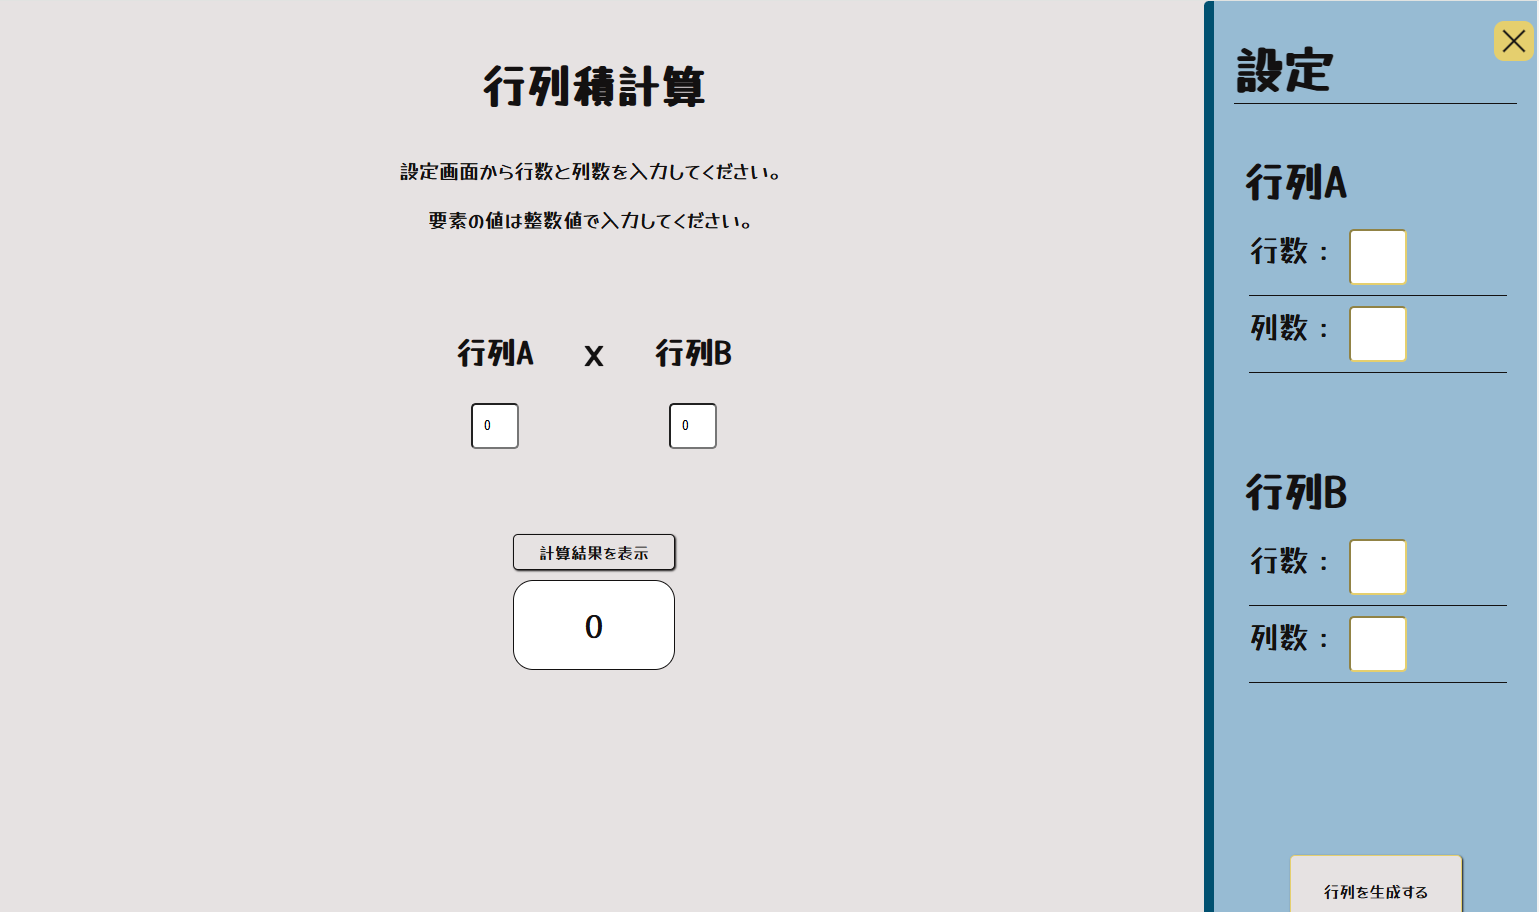 行列積計算
設定画面から行数と列数を入力してください。
要素の値は整数値で入力してください。
行列A x 行列B
0 0
計算結果を表示
0
設定
行列A
行数：
列数：
行列B
行数：
列数：
行列を生成する